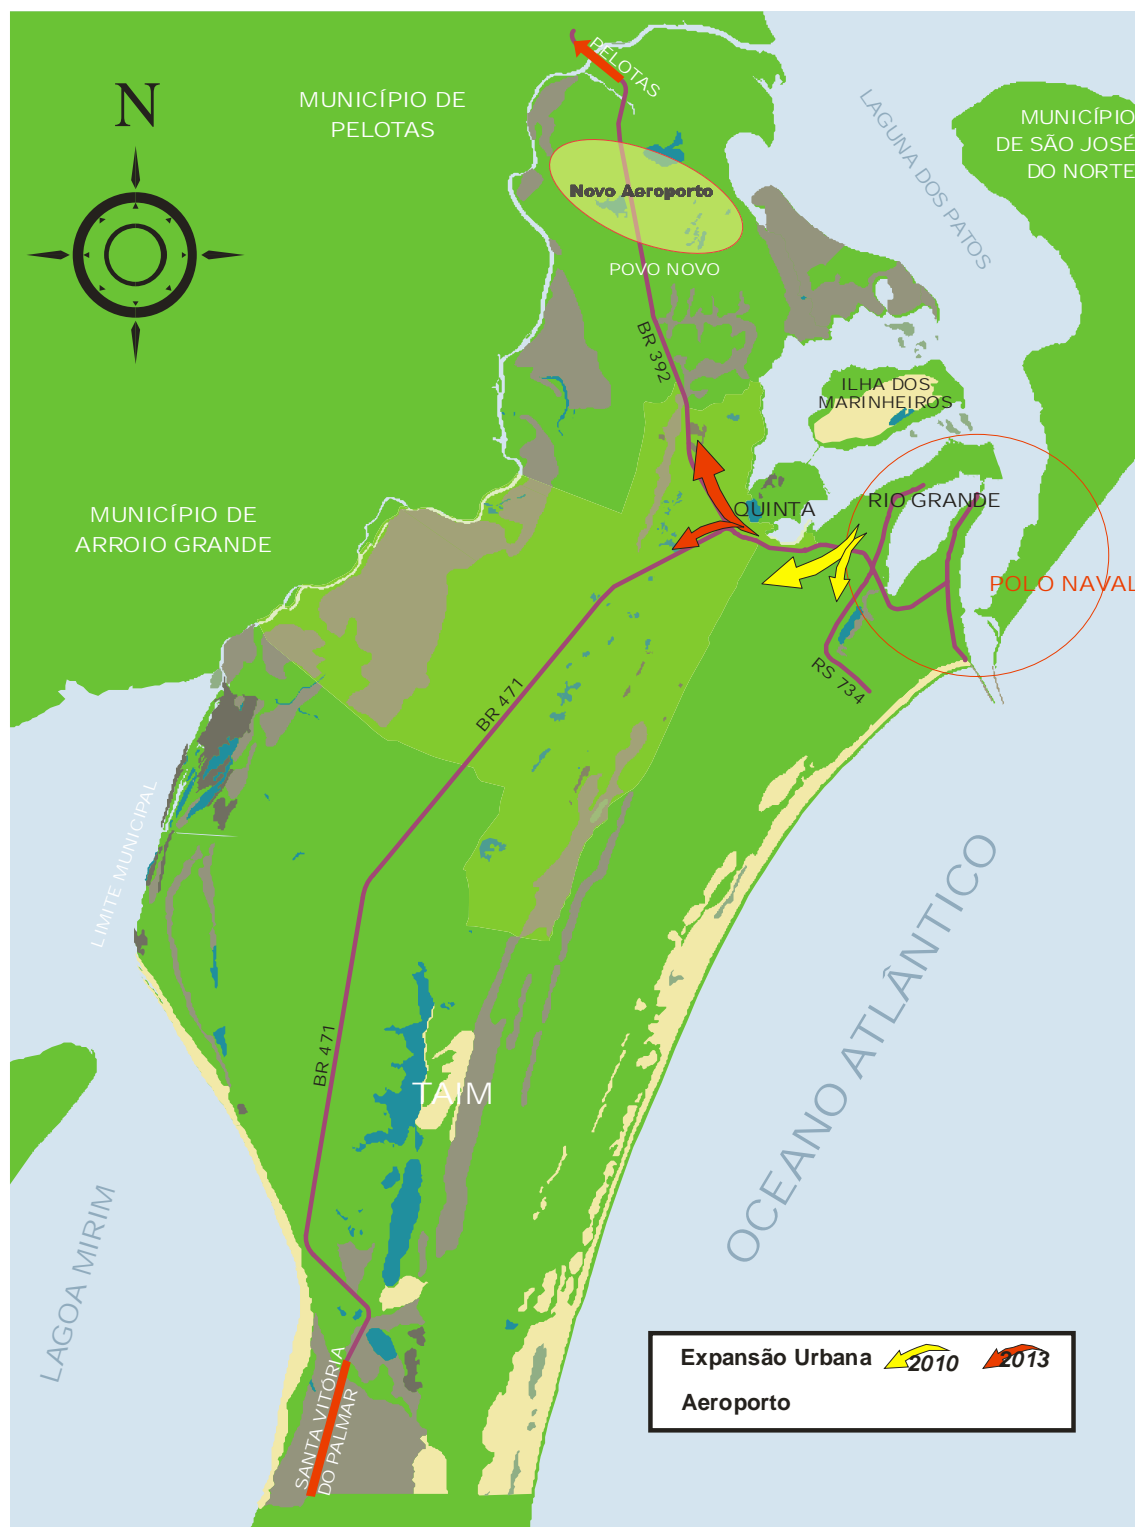 PELOTAS
N
MUNICÍPIO DE
PELOTAS
LAGUNA DOS PATOS
MUNICÍPIO
DE SÃO JOSÉ
DO NORTE
Novo Aeroporto
POVO NOVO
BR 392
ILHA DOS
MARINHEIROS
MUNICÍPIO DE
ARROIO GRANDE
QUINTA
RIO GRANDE
POLO NAVAL
RS 734
BR 471
LIMITE MUNICIPAL
OCEANO ATLÂNTICO
BR 471
TAIM
LAGOA MIRIM
SANTA VITÓRIA
DO PALMAR
Expansão Urbana 2010 2013
Aeroporto